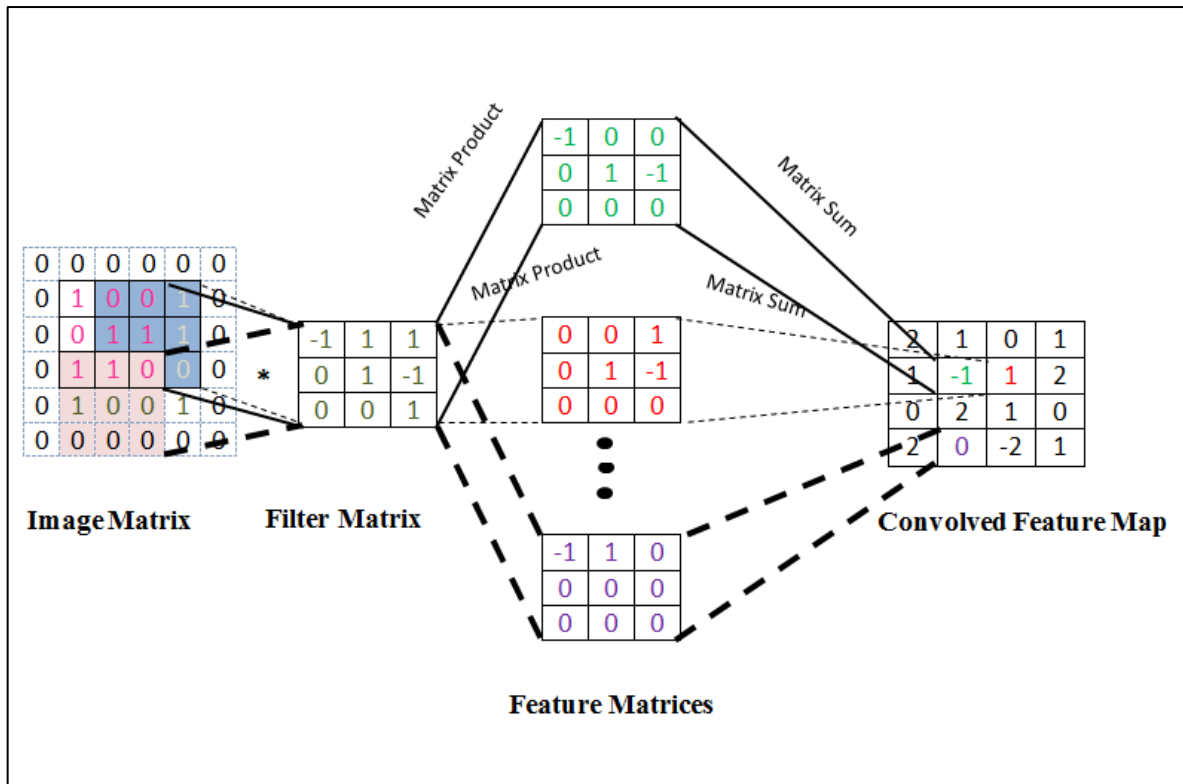 Matrix Product
-1 0 0
0 1 -1
0 0 0
Matrix Sum
0 0 0 0 0 0
0 1 0 0 1 0
0 0 1 1 1 0
0 1 1 0 0 0
0 1 0 0 1 0
0 0 0 0 0 0
Image Matrix
*
-1 1 1
0 1 -1
0 0 1
Filter Matrix
Matrix Product
0 0 1
0 1 -1
0 0 0
Matrix Sum
-1 1 0
0 0 0
0 0 0
Feature Matrices
2 1 0 1
1 -1 1 2
0 2 1 0
2 0 -2 1
Convolved Feature Map